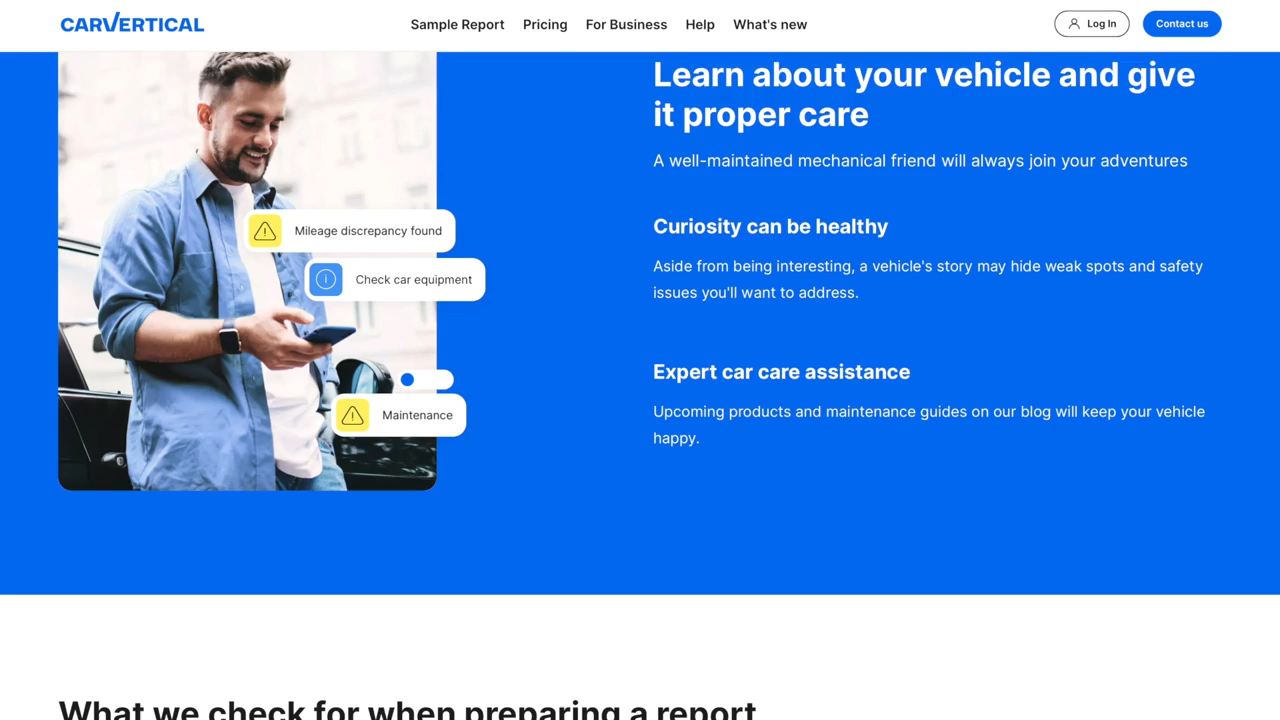 CARVERTICAL
Sample Report
Pricing
For Business
Help
What's new
Log In
Contact us
Learn about your vehicle and give
it proper care
A well-maintained mechanical friend will always join your adventures
Mileage discrepancy found
Check car equipment
Maintenance
Curiosity can be healthy
Aside from being interesting, a vehicle's story may hide weak spots and safety
issues you'll want to address.
Expert car care assistance
Upcoming products and maintenance guides on our blog will keep your vehicle
happy.
What we check for when preparing a report